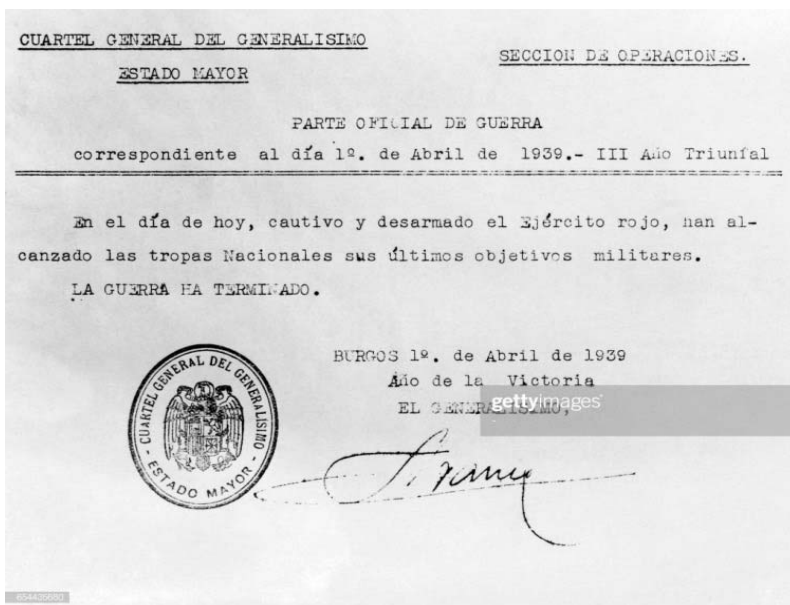 CUARTEL GENERAL DEL GENERALISIMO
ESTADO MAYOR
SECCION DE OPERACIONES.
PARTE OFICIAL DE GUERRA
correspondiente al día 1º. de Abril de 1939.- III Año Triunfal
En el día de hoy, cautivo y desarmado el Ejército rojo, han al-
canzado las tropas Nacionales sus últimos objetivos militares.
LA GUERRA HA TERMINADO.
BURGOS 1º. de Abril de 1939
Año de la Victoria
EL GENERALISIMO,
gettyimages
- CUARTEL GENERAL DEL GENERALISIMO -
ESTADO MAYOR
Franco